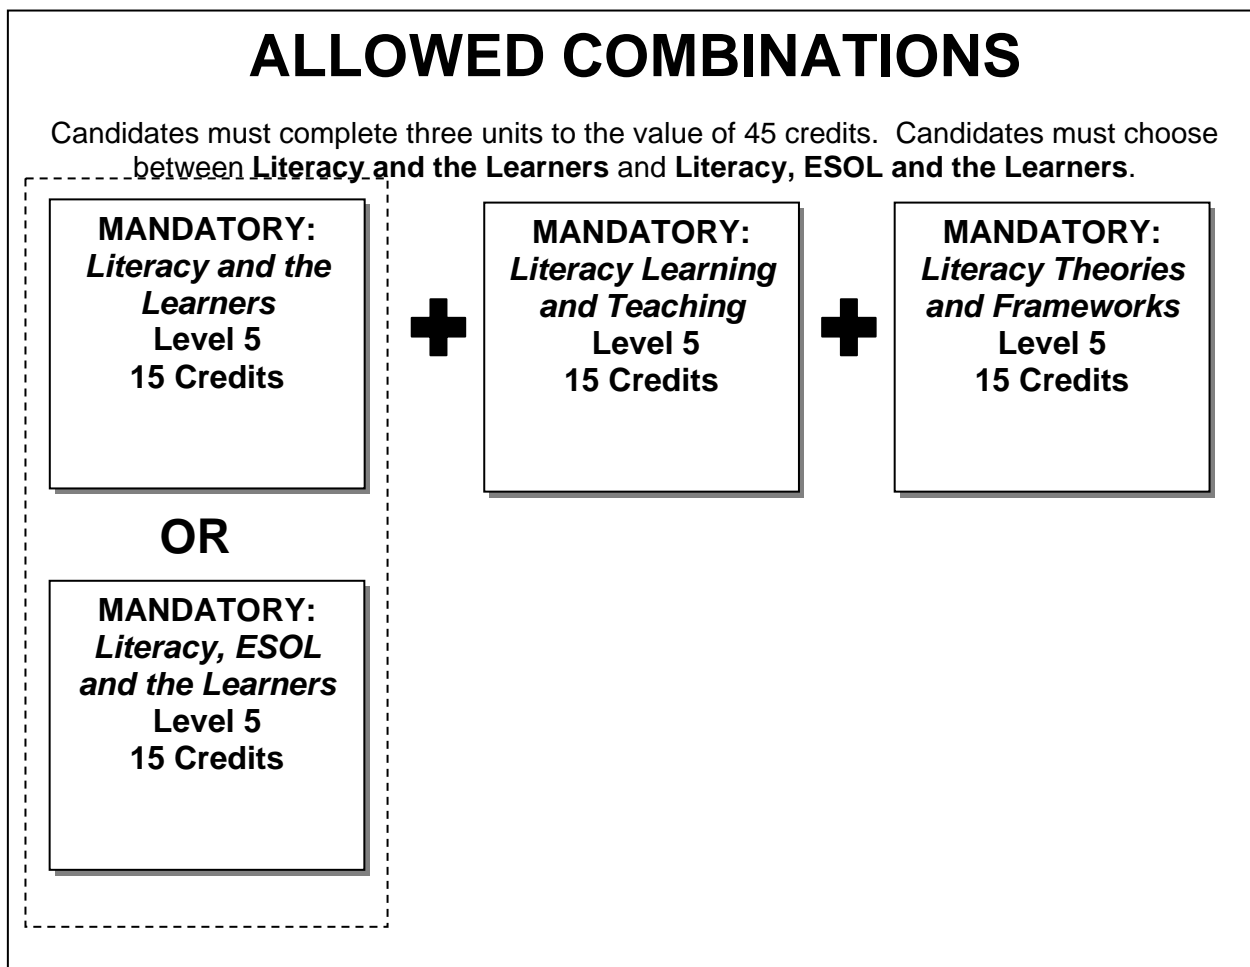 ALLOWED COMBINATIONS
Candidates must complete three units to the value of 45 credits.  Candidates must choose
between Literacy and the Learners and Literacy, ESOL and the Learners.
MANDATORY:
Literacy and the
Learners
Level 5
15 Credits
MANDATORY:
Literacy Learning
and Teaching
Level 5
15 Credits
MANDATORY:
Literacy Theories
and Frameworks
Level 5
15 Credits
OR
MANDATORY:
Literacy, ESOL
and the Learners
Level 5
15 Credits